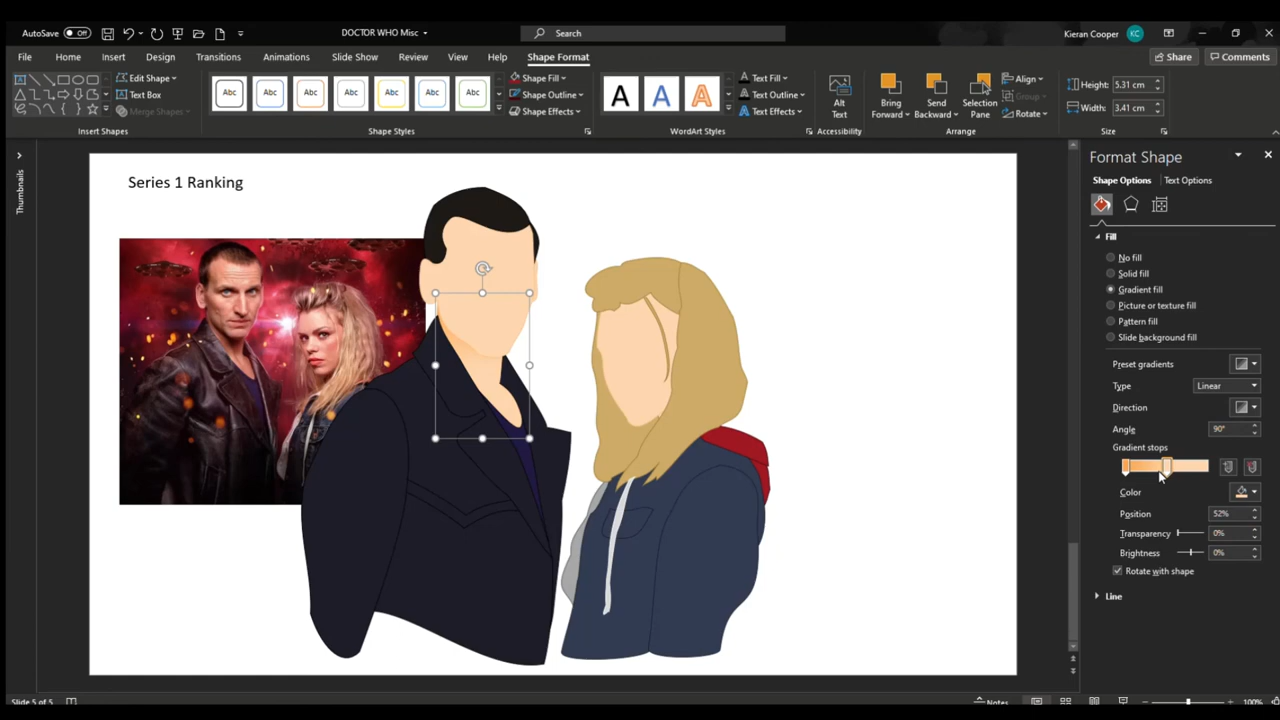 AutoSave Off DOCTOR WHO Misc Search Kieran Cooper KC
File Home Insert Design Transitions Animations Slide Show Review View Help Shape Format Share Comments
Edit Shape
Text Box
Merge Shapes
Insert Shapes
Abc Abc Abc Abc Abc Abc Abc
Shape Fill
Shape Outline
Shape Effects
Shape Styles
A A A
Text Fill
Text Outline
Text Effects
WordArt Styles
Alt
Text
Accessibility
Bring
Forward
Send
Backward
Selection
Pane
Align
Group
Rotate
Arrange
Height: 5.31 cm
Width: 3.41 cm
Size
Thumbnails
Series 1 Ranking
Format Shape
Shape Options Text Options
Fill
No fill
Solid fill
Gradient fill
Picture or texture fill
Pattern fill
Slide background fill
Preset gradients
Type Linear
Direction
Angle 90°
Gradient stops
Color
Position 52%
Transparency 0%
Brightness 0%
Rotate with shape
Line
Slide 5 of 5 Notes 100%